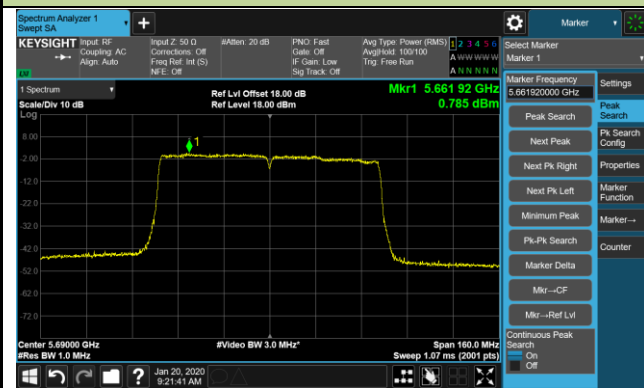 Spectrum Analyzer 1
Swept SA
+
Marker
KEYSIGHT
Input: RF
Coupling: AC
Align: Auto
Input Z: 50 Ω
Corrections: Off
Freq Ref: Int (S)
NFE: Off
#Atten: 20 dB
PNO: Fast
Gate: Off
IF Gain: Low
Sig Track: Off
Avg Type: Power (RMS)
Avg|Hold: 100/100
Trig: Free Run
1 2 3 4 5 6
A W W W W W
A N N N N N
Select Marker
Marker 1
1 Spectrum
Scale/Div 10 dB
Log
Ref Lvl Offset 18.00 dB
Ref Level 18.00 dBm
Mkr1 5.661 92 GHz
0.785 dBm
1
8.00
-2.00
-12.0
-22.0
-32.0
-42.0
-52.0
-62.0
-72.0
Center 5.69000 GHz
#Res BW 1.0 MHz
#Video BW 3.0 MHz*
Span 160.0 MHz
Sweep 1.07 ms (2001 pts)
Marker Frequency
5.661920000 GHz
Peak Search
Next Peak
Next Pk Right
Next Pk Left
Minimum Peak
Pk-Pk Search
Marker Delta
Mkr→CF
Mkr→Ref Lvl
Continuous Peak
Search
On
Off
Settings
Peak
Search
Pk Search
Config
Properties
Marker
Function
Marker→
Counter
?
Jan 20, 2020
9:21:41 AM